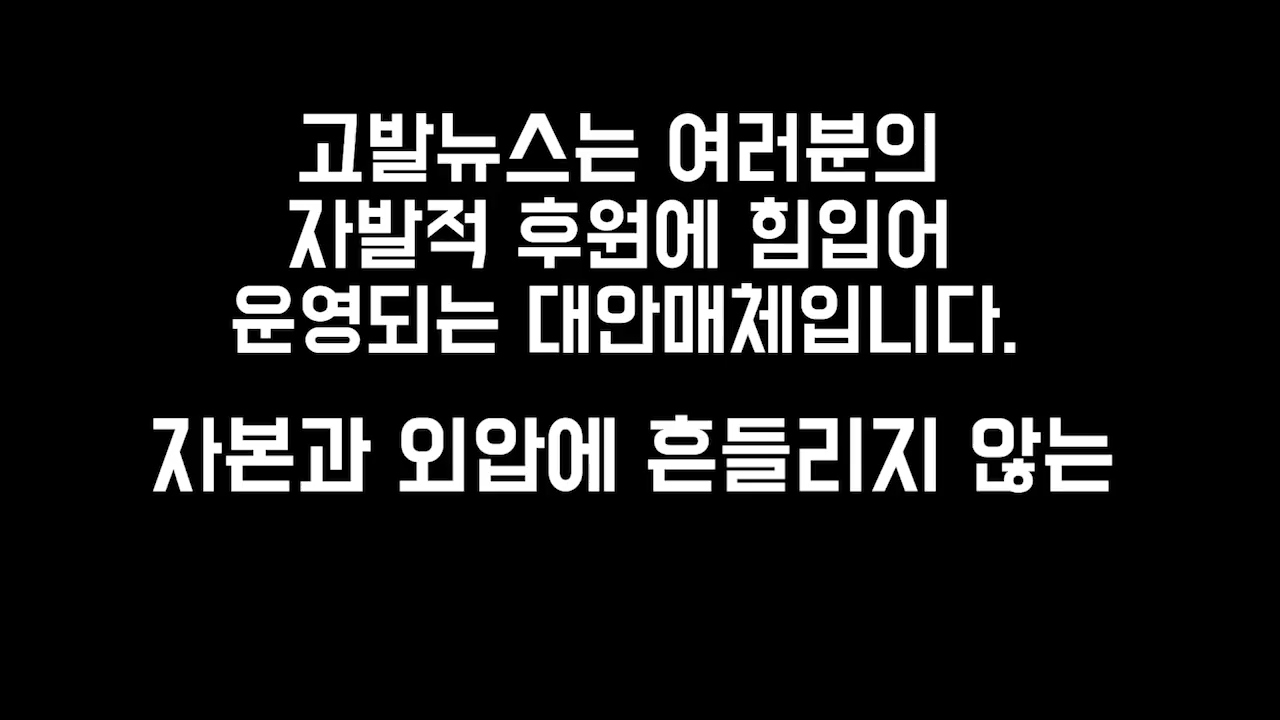 고발뉴스는 여러분의
자발적 후원에 힘입어
운영되는 대안매체입니다.
자본과 외압에 흔들리지 않는